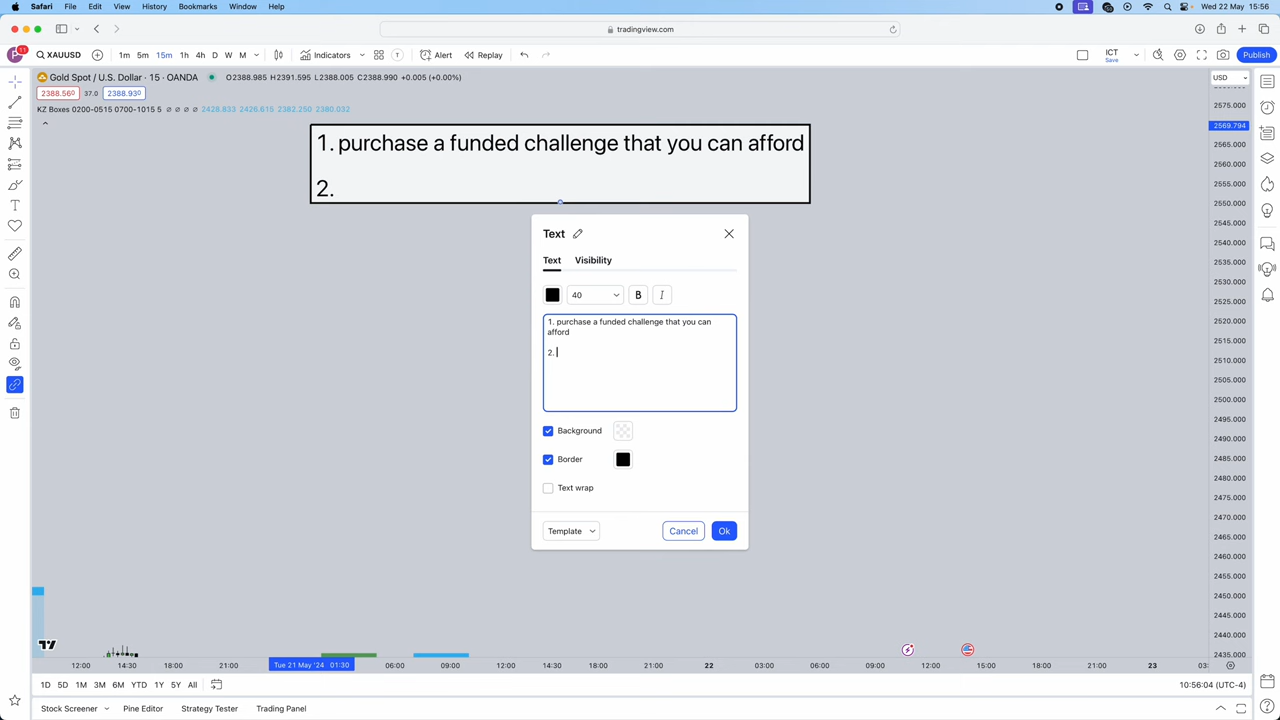 Safari File Edit View History Bookmarks Window Help Wed 22 May 15:56
tradingview.com
P 11 XAUUSD 1m 5m 15m 1h 4h D W M Indicators T Alert Replay ICT Save Publish
Gold Spot / U.S. Dollar · 15 · OANDA O2388.985 H2391.595 L2388.005 C2388.990 +0.005 (+0.00%) USD
2388.560 37.0 2388.930
KZ Boxes 0200-0515 0700-1015 5 ∅ ∅ ∅ ∅ 2428.833 2426.615 2382.250 2380.032
1. purchase a funded challenge that you can afford
2.
Text
Text Visibility
40 B I
1. purchase a funded challenge that you can
afford
2.
Background
Border
Text wrap
Template Cancel Ok
2575.000
2569.794
2565.000
2560.000
2555.000
2550.000
2545.000
2540.000
2535.000
2530.000
2525.000
2520.000
2515.000
2510.000
2505.000
2500.000
2495.000
2490.000
2485.000
2480.000
2475.000
2470.000
2465.000
2460.000
2455.000
2450.000
2445.000
2440.000
2435.000
12:00 14:30 18:00 21:00 Tue 21 May '24 01:30 06:00 09:00 12:00 14:30 18:00 21:00 22 06:00 09:00 12:00 15:00 18:00 21:00 23 03:
1D 5D 1M 3M 6M YTD 1Y 5Y All 10:56:04 (UTC-4)
Stock Screener Pine Editor Strategy Tester Trading Panel